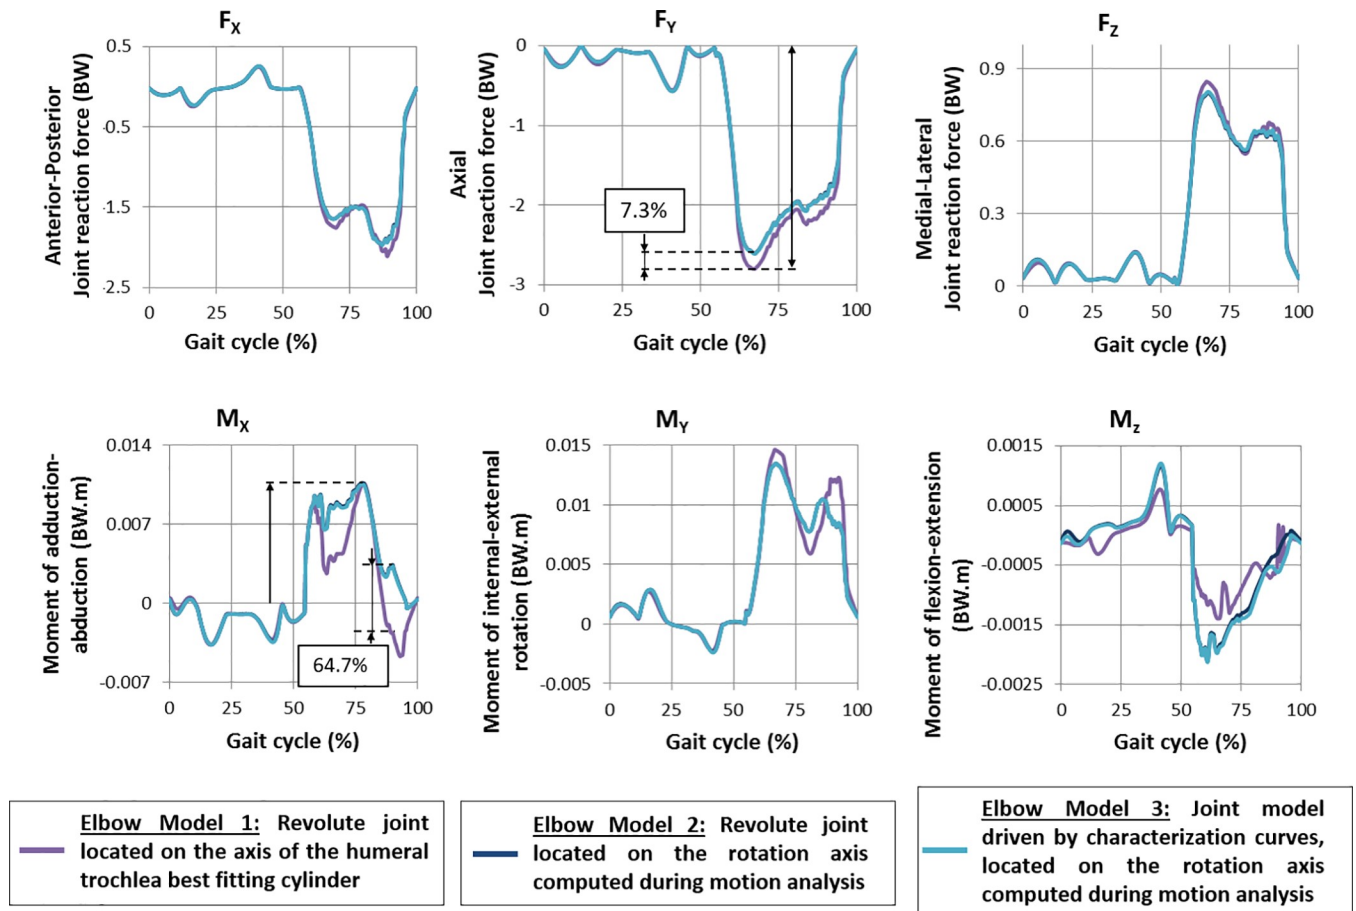 F_X
Anterior-Posterior
Joint reaction force (BW)
0.5
-0.5
-1.5
-2.5
0 25 50 75 100
Gait cycle (%)
F_Y
Axial
Joint reaction force (BW)
0
-1
-2
-3
7.3%
0 25 50 75 100
Gait cycle (%)
F_Z
Medial-Lateral
Joint reaction force (BW)
0.9
0.6
0.3
0
0 25 50 75 100
Gait cycle (%)
M_X
Moment of aduction-
abduction (BW.m)
0.014
0.007
0
-0.007
64.7%
0 25 50 75 100
Gait cycle (%)
M_Y
Moment of internal-external
rotation (BW.m)
0.015
0.01
0.005
0
-0.005
0 25 50 75 100
Gait cycle (%)
M_z
Moment of flexion-extension
(BW.m)
0.0015
0.0005
-0.0005
-0.0015
-0.0025
0 25 50 75 100
Gait cycle (%)
Elbow Model 1: Revolute joint
located on the axis of the humeral
trochlea best fitting cylinder
Elbow Model 2: Revolute joint
located on the rotation axis
computed during motion analysis
Elbow Model 3: Joint model
driven by characterization curves,
located on the rotation axis
computed during motion analysis